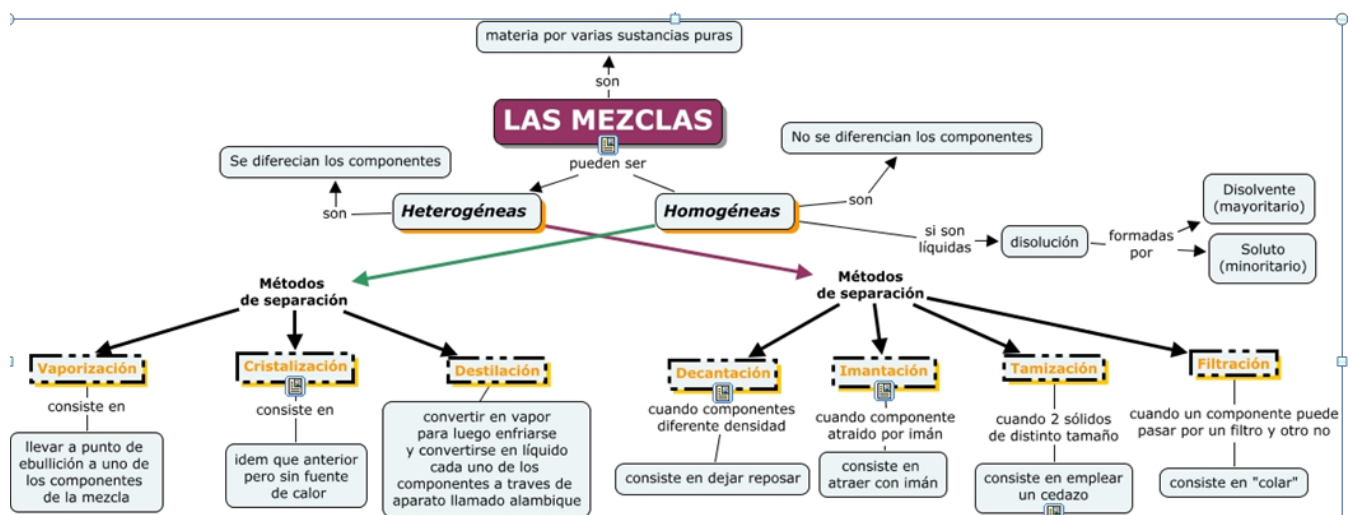 materia por varias sustancias puras
son
LAS MEZCLAS
pueden ser
Se diferecian los componentes
No se diferencian los componentes
son
Heterogéneas
Homogéneas
son
si son
líquidas
disolución
formadas
por
Disolvente
(mayoritario)
Soluto
(minoritario)
Métodos
de separación
Vaporización
consiste en
llevar a punto de
ebullición a uno de
los componentes
de la mezcla
Cristalización
consiste en
idem que anterior
pero sin fuente
de calor
Destilación
convertir en vapor
para luego enfriarse
y convertirse en líquido
cada uno de los
componentes a traves de
aparato llamado alambique
Métodos
de separación
Decantación
cuando componentes
diferente densidad
consiste en dejar reposar
Imantación
cuando componente
atraido por imán
consiste en
atraer con imán
Tamización
cuando 2 sólidos
de distinto tamaño
consiste en emplear
un cedazo
Filtración
cuando un componente puede
pasar por un filtro y otro no
consiste en "colar"